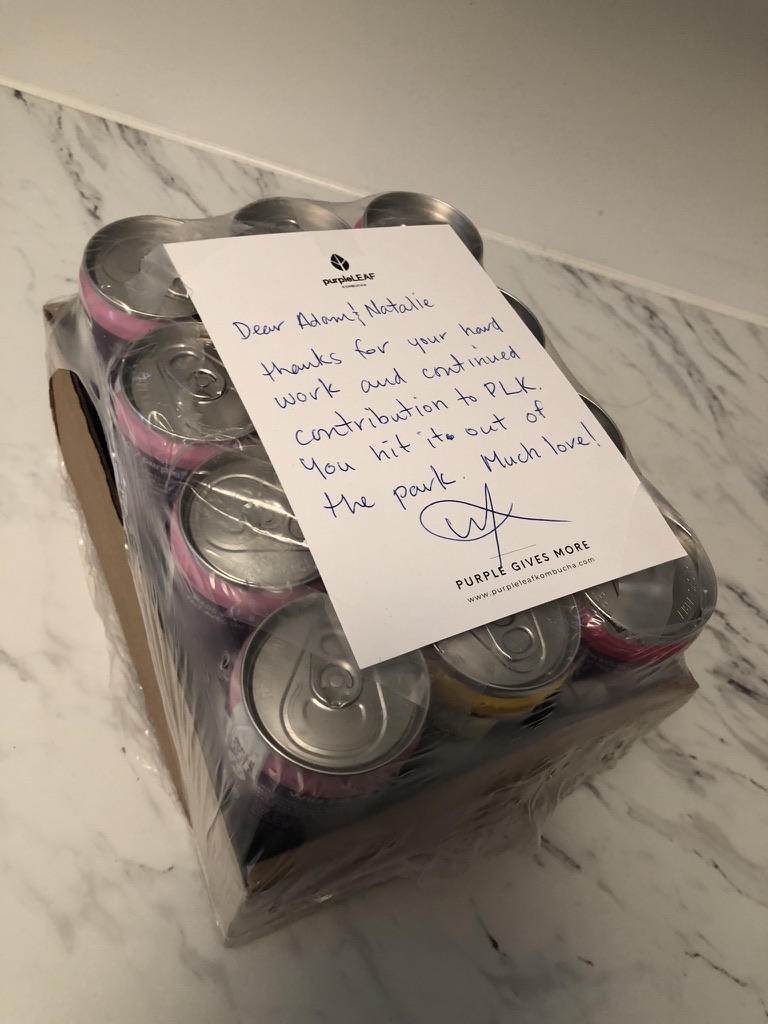 purpleLEAF
KOMBUCHA
Dear Adam & Natalie
thanks for your hard
work and continued
contribution to PLK.
You hit it out of
the park. Much love!
PURPLE GIVES MORE
www.purpleleafkombucha.com